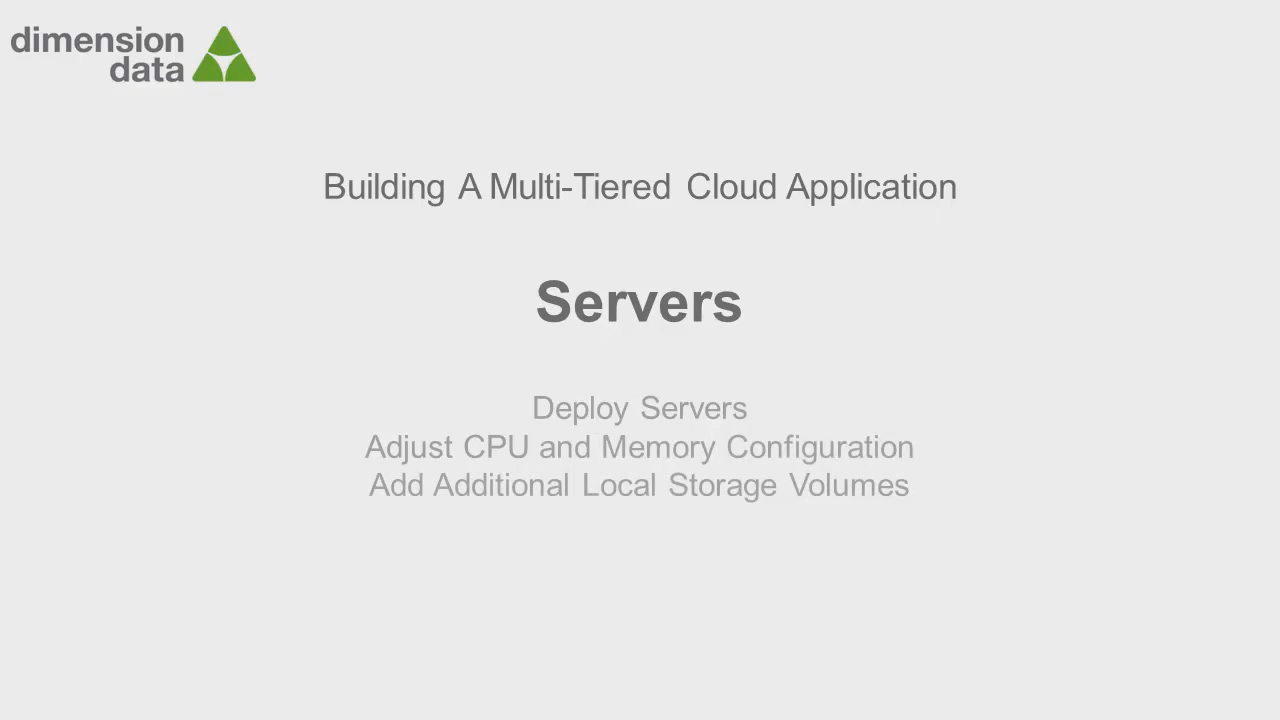 dimension
data
Building A Multi-Tiered Cloud Application
Servers
Deploy Servers
Adjust CPU and Memory Configuration
Add Additional Local Storage Volumes